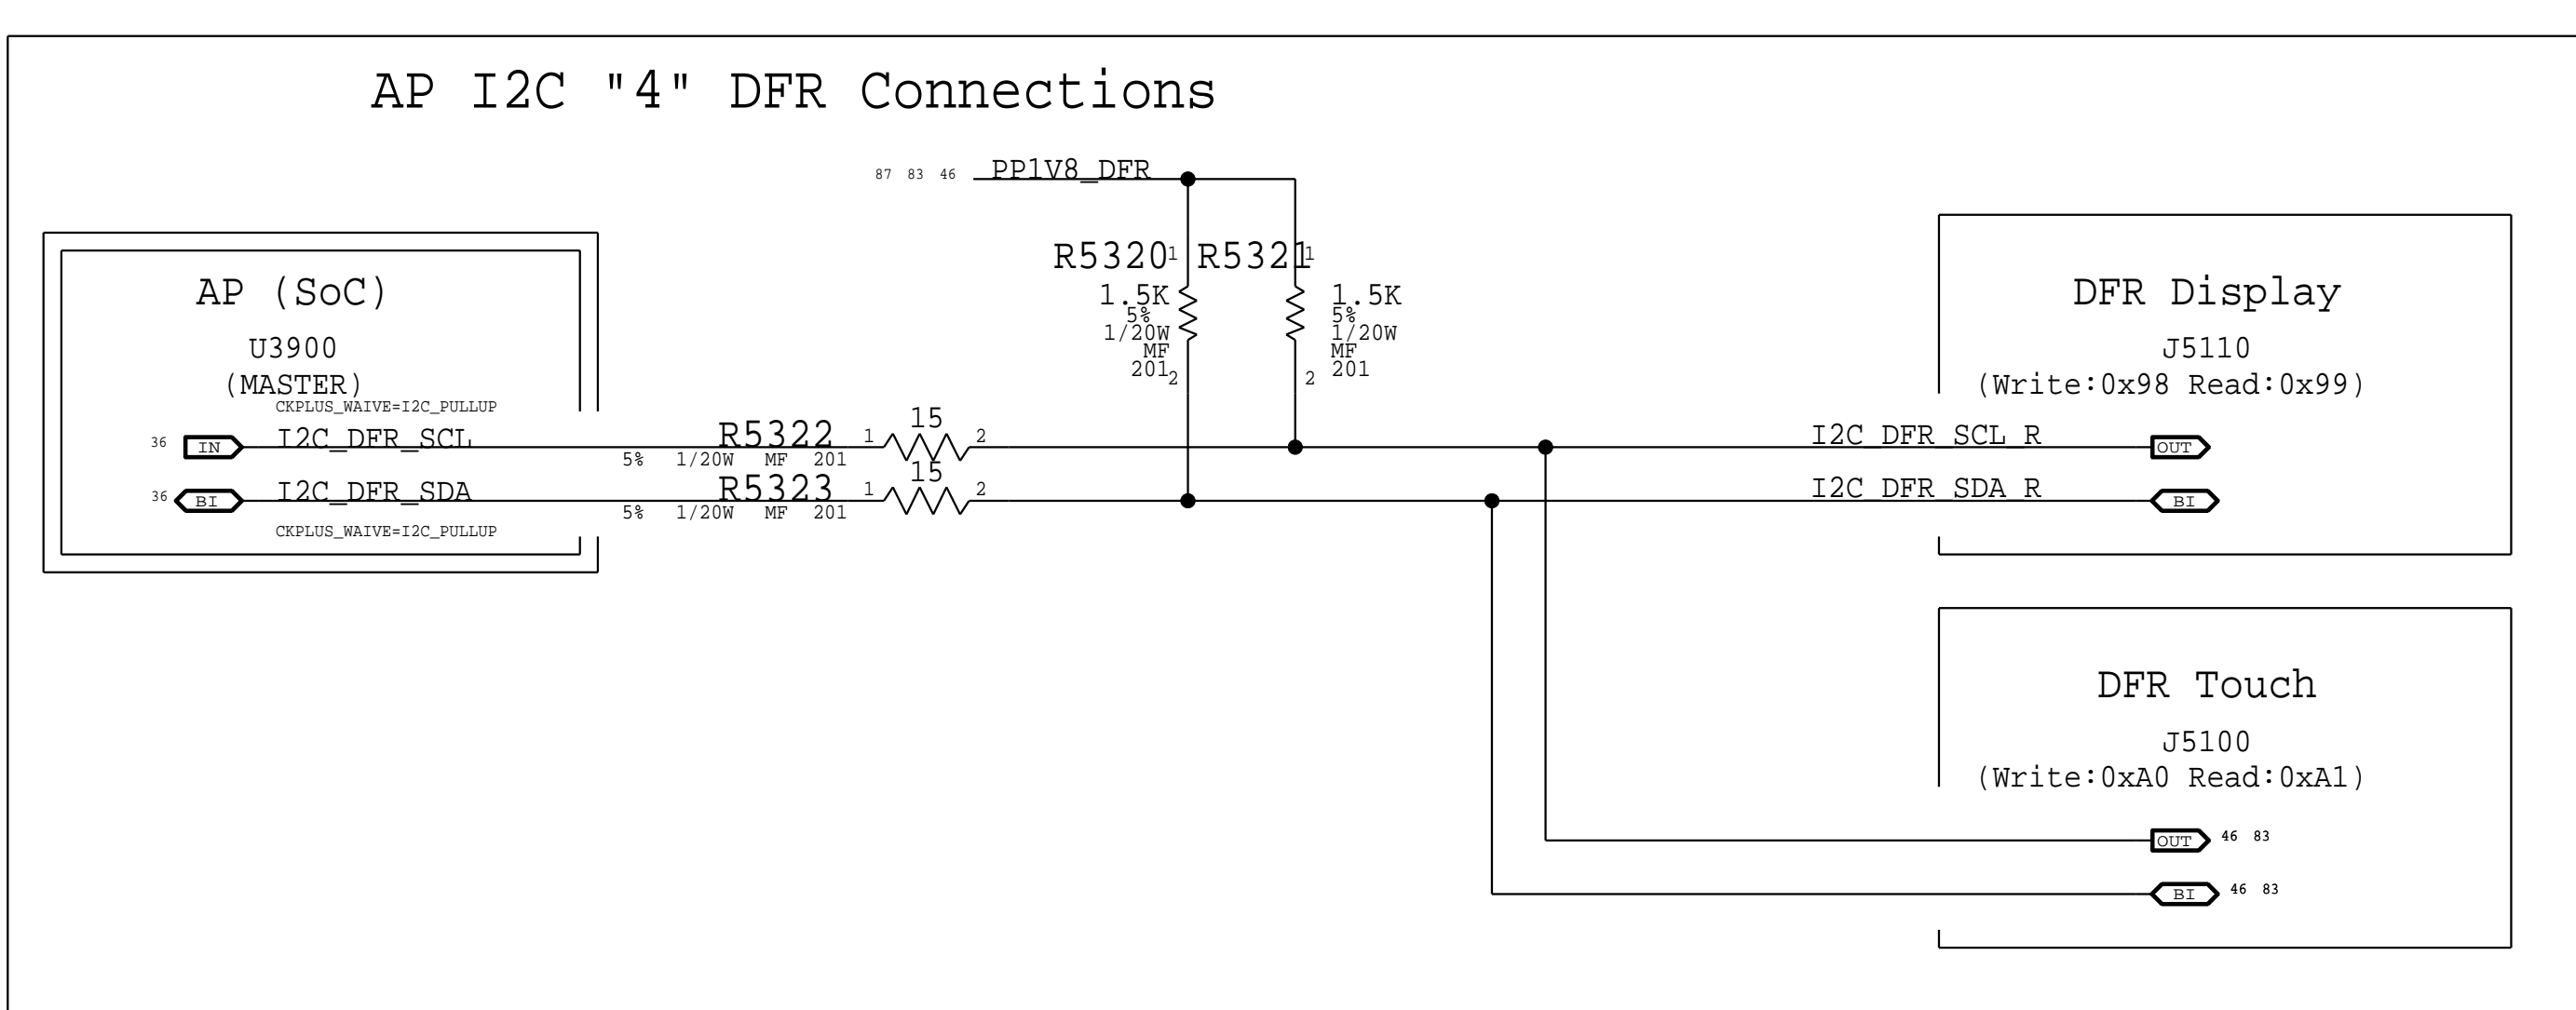 AP I2C "4" DFR Connections
87 83 46 PP1V8_DFR
R5320 1
1.5K
5%
1/20W
MF
201
2
R5321 1
1.5K
5%
1/20W
MF
201
2
AP (SoC)
U3900
(MASTER)
CKPLUS_WAIVE=I2C_PULLUP
36 IN I2C_DFR_SCL
R5322 1 15 2
5% 1/20W MF 201
36 BI I2C_DFR_SDA
R5323 1 15 2
5% 1/20W MF 201
CKPLUS_WAIVE=I2C_PULLUP
DFR Display
J5110
(Write:0x98 Read:0x99)
I2C_DFR_SCL_R OUT
I2C_DFR_SDA_R BI
DFR Touch
J5100
(Write:0xA0 Read:0xA1)
OUT 46 83
BI 46 83